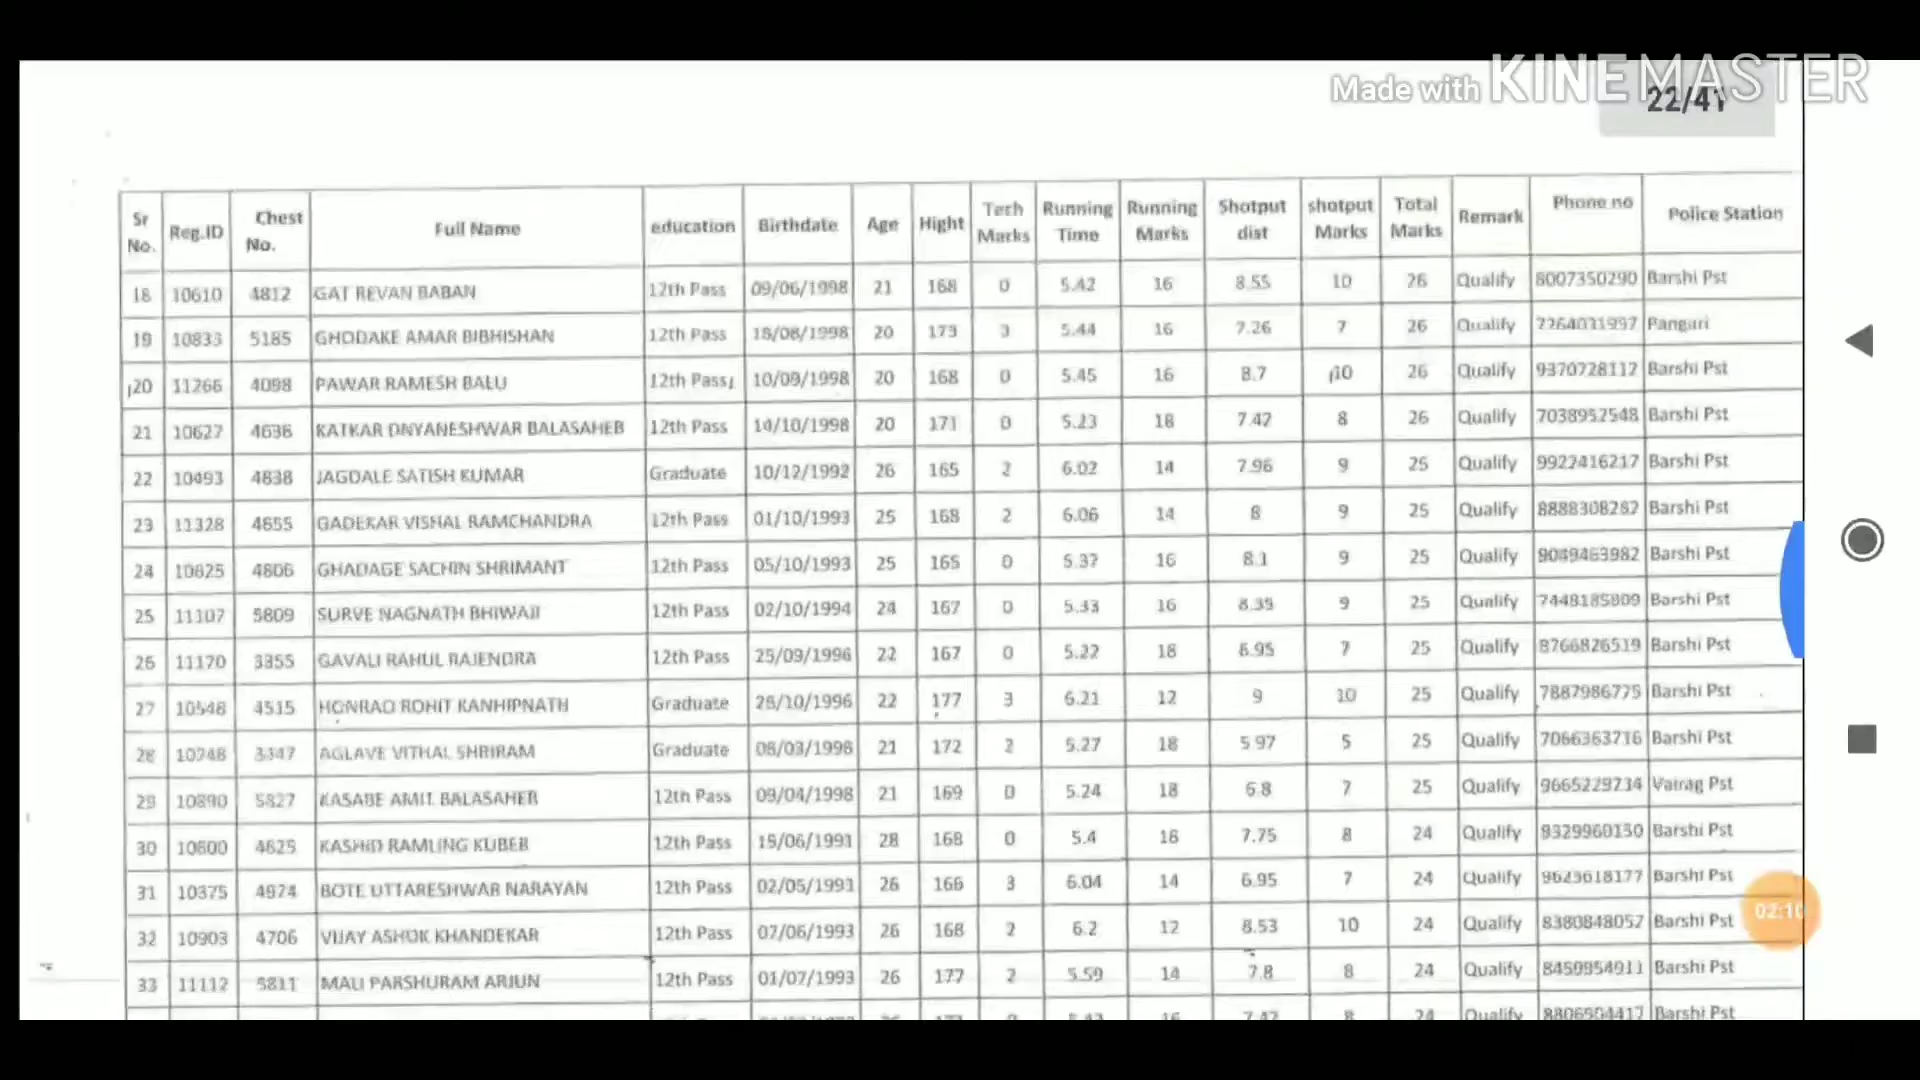 Made with KINEMASTER
22/41
Sr No. Reg.ID Chest No. Full Name education Birthdate Age Hight Tech Marks Running Time Running Marks Shotput dist shotput Marks Total Marks Remark Phone no Police Station
18 10610 4812 GAT REVAN BABAN 12th Pass 09/06/1998 21 168 0 5.42 16 8.55 10 26 Qualify 8007350290 Barshi Pst
19 10833 5185 GHODAKE AMAR BIBHISHAN 12th Pass 18/08/1998 20 173 3 5.44 16 7.26 7 26 Qualify Pangari
20 11266 4098 PAWAR RAMESH BALU 12th Pass 10/09/1998 20 168 0 5.45 16 8.7 10 26 Qualify 9370728112 Barshi Pst
21 10627 4636 KATKAR DNYANESHWAR BALASAHEB 12th Pass 14/10/1998 20 171 0 5.23 18 7.42 8 26 Qualify 7038952548 Barshi Pst
22 10493 4838 JAGDALE SATISH KUMAR Graduate 10/12/1992 26 165 2 6.02 14 7.96 9 25 Qualify 9922416217 Barshi Pst
23 11328 4655 GADEKAR VISHAL RAMCHANDRA 12th Pass 01/10/1993 25 168 2 6.06 14 8 9 25 Qualify 8888308282 Barshi Pst
24 10625 4806 GHADAGE SACHIN SHRIMANT 12th Pass 05/10/1993 25 165 0 5.37 16 8.1 9 25 Qualify 9049463982 Barshi Pst
25 11107 5809 SURVE NAGNATH BHIWAJI 12th Pass 02/10/1994 24 167 0 5.33 16 8.39 9 25 Qualify 7448185809 Barshi Pst
26 11170 3355 GAVALI RAHUL RAJENDRA 12th Pass 25/09/1996 22 167 0 5.22 18 6.95 7 25 Qualify 8766826519 Barshi Pst
27 10548 4515 HONRAO ROHIT KANHIPNATH Graduate 28/10/1996 22 177 3 6.21 12 9 10 25 Qualify 7887986775 Barshi Pst
28 10748 3347 AGLAVE VITHAL SHRIRAM Graduate 08/03/1998 21 172 2 5.27 18 5 97 5 25 Qualify 7066363716 Barshi Pst
29 10890 5827 KASABE AMIT BALASAHEB 12th Pass 09/04/1998 21 169 0 5.24 18 6.8 7 25 Qualify 9665229734 Vairag Pst
30 10600 4625 KASHID RAMLING KUBER 12th Pass 15/06/1991 28 168 0 5.4 16 7.75 8 24 Qualify Barshi Pst
31 10375 4974 BOTE UTTARESHWAR NARAYAN 12th Pass 02/05/1993 26 166 3 6.04 14 6.95 7 24 Qualify 9623618177 Barshi Pst
32 10903 4706 VIJAY ASHOK KHANDEKAR 12th Pass 07/06/1993 26 168 2 6.2 12 8.53 10 24 Qualify 8380848057 Barshi Pst
33 11112 5811 MALI PARSHURAM ARJUN 12th Pass 01/07/1993 26 177 2 5.59 14 7.8 8 24 Qualify 8459954911 Barshi Pst
7.47 8 24 Qualify 8806504417 Barshi Pst
02:10